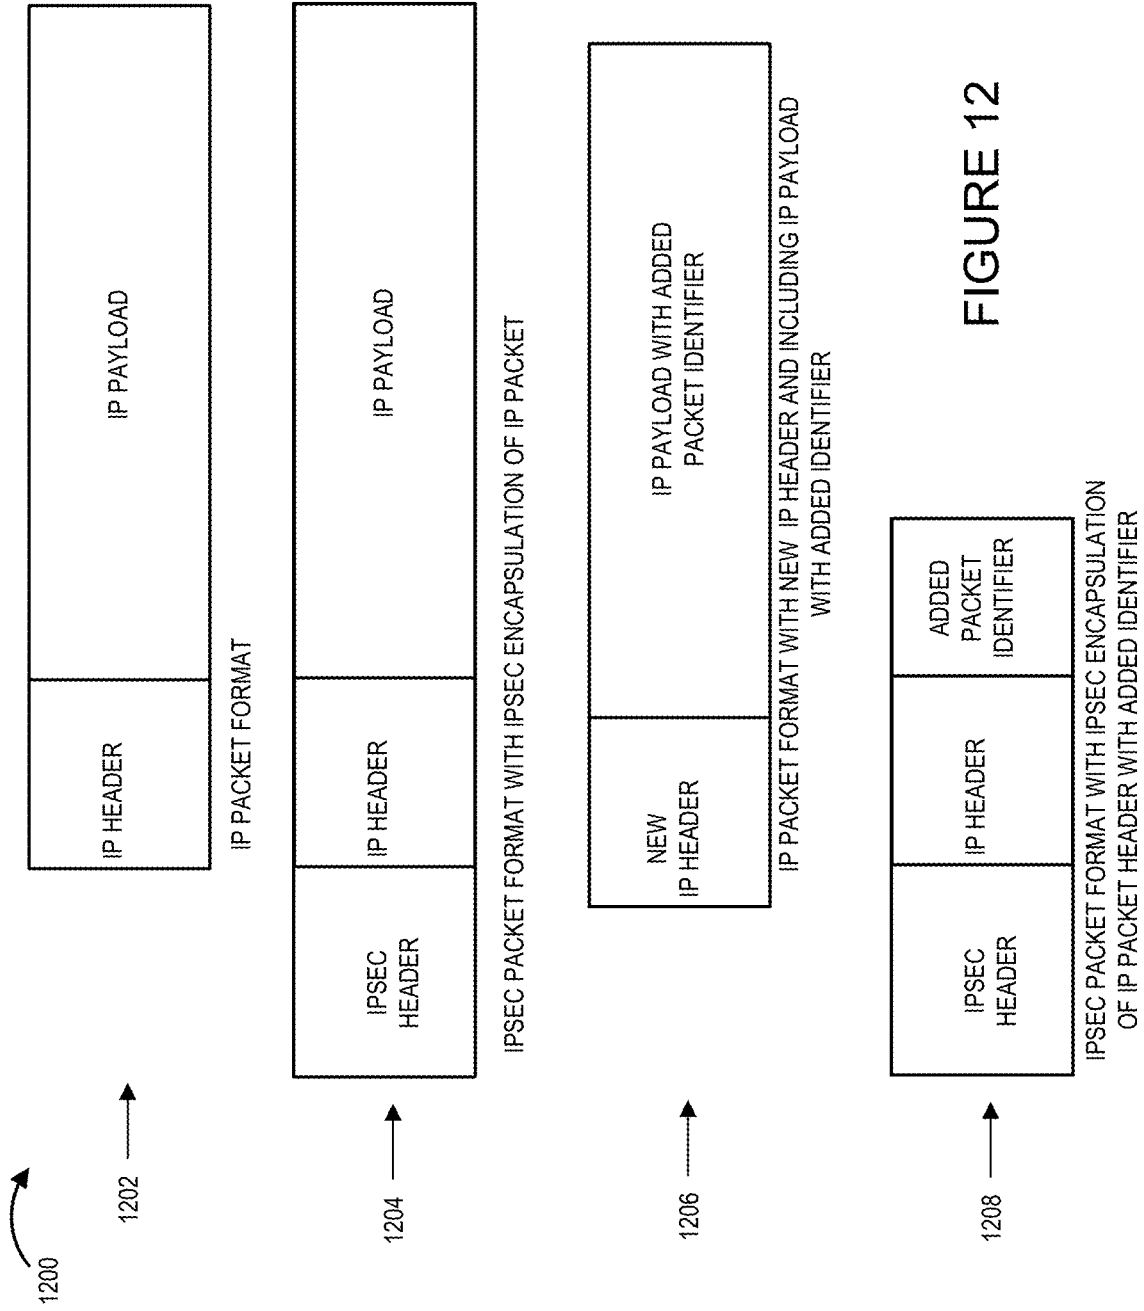 1200
1202
IP HEADER
IP PAYLOAD
IP PACKET FORMAT
1204
IPSEC
HEADER
IP HEADER
IP PAYLOAD
IPSEC PACKET FORMAT WITH IPSEC ENCAPSULATION OF IP PACKET
1206
NEW
IP HEADER
IP PAYLOAD WITH ADDED
PACKET IDENTIFIER
IP PACKET FORMAT WITH NEW IP HEADER AND INCLUDING IP PAYLOAD
WITH ADDED IDENTIFIER
1208
IPSEC
HEADER
IP HEADER
ADDED
PACKET
IDENTIFIER
IPSEC PACKET FORMAT WITH IPSEC ENCAPSULATION
OF IP PACKET HEADER WITH ADDED IDENTIFIER
FIGURE 12